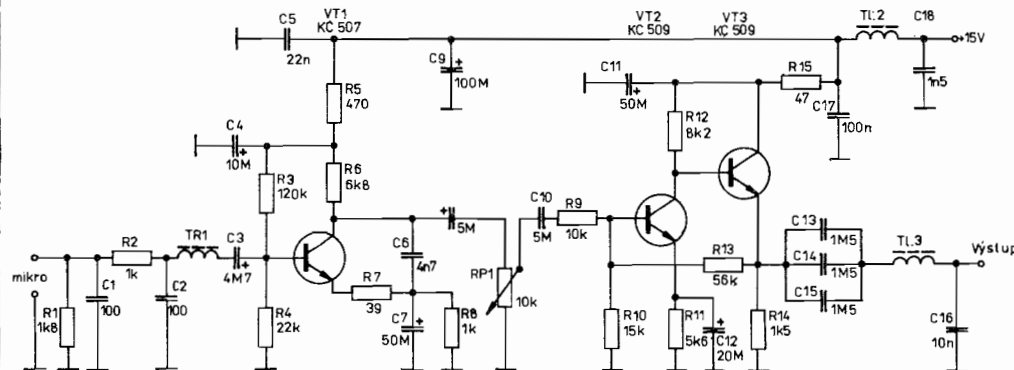 VT1
KC 507
VT2
KC 509
VT3
KC 509
C5
22n
C9
+
100M
TL2
C18
+15V
1n5
R5
470
C11
+
50M
R15
47
C17
100n
R12
8k2
C4
+
10M
R3
120k
R6
6k8
mikro
R2
1k
TR1
C3
+
4M7
+
5M
C10
5M
R9
10k
C6
4n7
RP1
10k
R13
56k
C13
1M5
C14
1M5
C15
1M5
TL3
Výstup
R1
1k8
C1
100
C2
100
R4
22k
R7
39
C7
+
50M
R8
1k
R10
15k
R11
5k6
+
C12
20M
R14
1k5
C16
10n